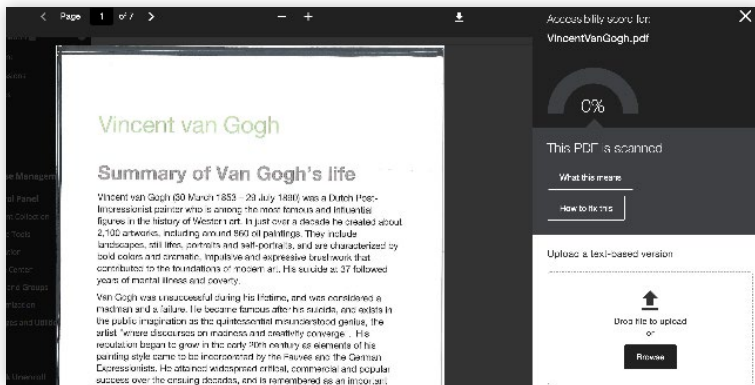 Page 1 of 7
Accessibility score for:
VincentVanGogh.pdf
0%
This PDF is scanned
What this means
How to fix this
Upload a text-based version
Drop file to upload
or
Browse
Vincent van Gogh
Summary of Van Gogh's life
Vincent van Gogh (30 March 1853 – 29 July 1890) was a Dutch Post-
Impressionist painter who is among the most famous and influential
figures in the history of Western art. In just over a decade he created about
2,100 artworks, including around 860 oil paintings. They include
landscapes, still lifes, portraits and self-portraits, and are characterized by
bold colors and dramatic, impulsive and expressive brushwork that
contributed to the foundations of modern art. His suicide at 37 followed
years of mental illness and poverty.
Van Gogh was unsuccessful during his lifetime, and was considered a
madman and a failure. He became famous after his suicide, and exists in
the public imagination as the quintessential misunderstood genius, the
artist "where discourses on madness and creativity converge". His
reputation began to grow in the early 20th century as elements of his
painting style came to be incorporated by the Fauves and the German
Expressionists. He attained widespread critical, commercial and popular
success over the ensuing decades, and is remembered as an important
Control Panel
Tools
Center
and Groups